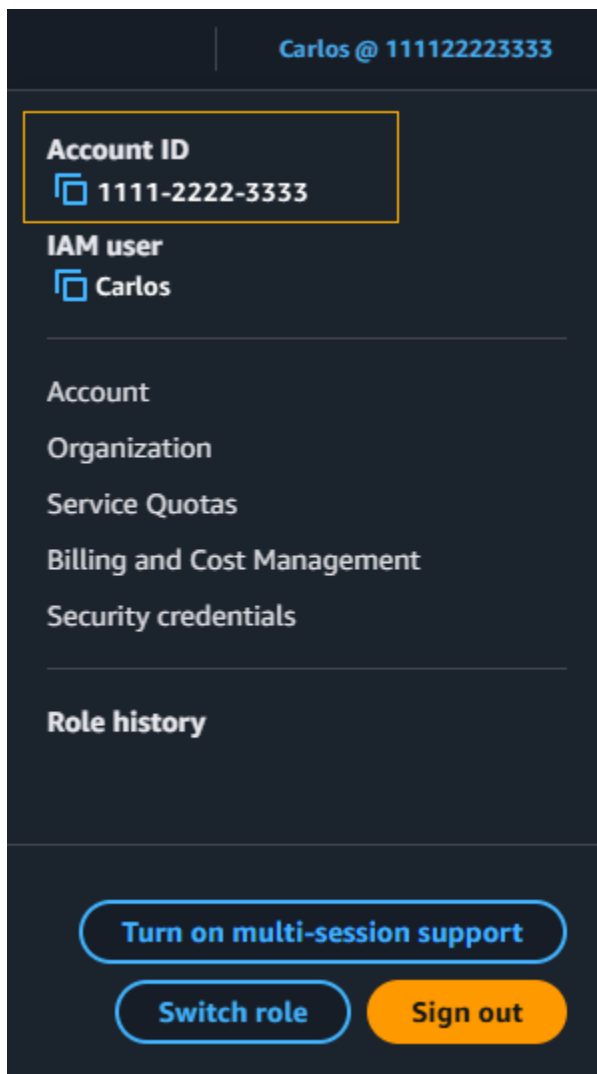 Carlos @ 111122223333
Account ID
1111-2222-3333
IAM user
Carlos
Account
Organization
Service Quotas
Billing and Cost Management
Security credentials
Role history
Turn on multi-session support
Switch role
Sign out